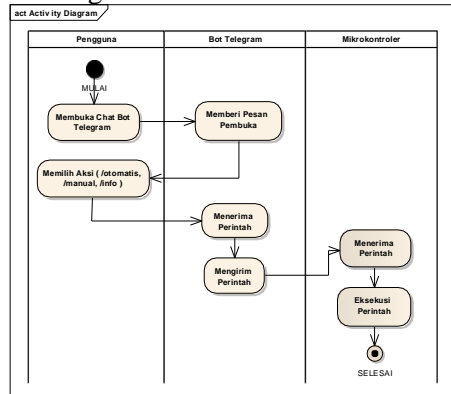 act Activity Diagram
Pengguna
Bot Telegram
Mikrokontroler
MULAI
Membuka Chat Bot
Telegram
Memberi Pesan
Pembuka
Memilih Aksi ( /otomatis,
/manual, /info )
Menerima
Perintah
Mengirim
Perintah
Menerima
Perintah
Eksekusi
Perintah
SELESAI